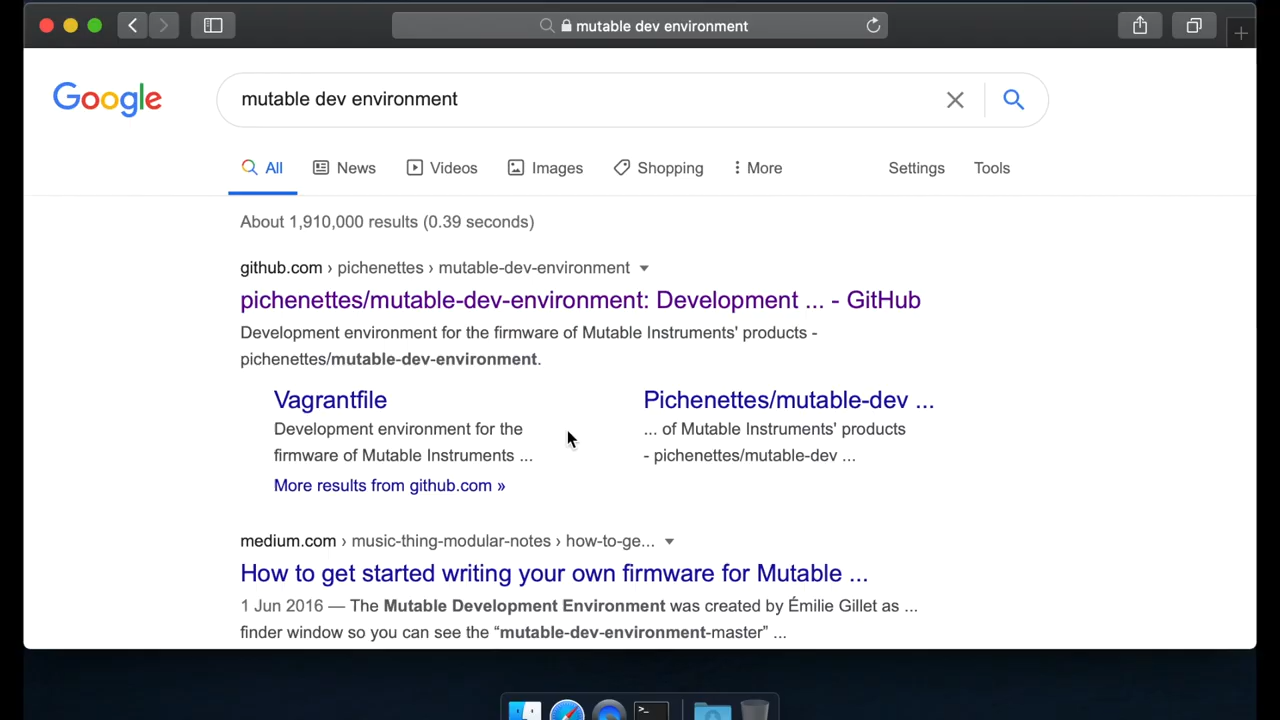 mutable dev environment
Google
mutable dev environment
All News Videos Images Shopping More Settings Tools
About 1,910,000 results (0.39 seconds)
github.com › pichenettes › mutable-dev-environment
pichenettes/mutable-dev-environment: Development ... - GitHub
Development environment for the firmware of Mutable Instruments' products -
pichenettes/mutable-dev-environment.
Vagrantfile
Development environment for the
firmware of Mutable Instruments ...
More results from github.com »
Pichenettes/mutable-dev ...
... of Mutable Instruments' products
- pichenettes/mutable-dev ...
medium.com › music-thing-modular-notes › how-to-ge...
How to get started writing your own firmware for Mutable ...
1 Jun 2016 — The Mutable Development Environment was created by Émilie Gillet as ...
finder window so you can see the “mutable-dev-environment-master” ...